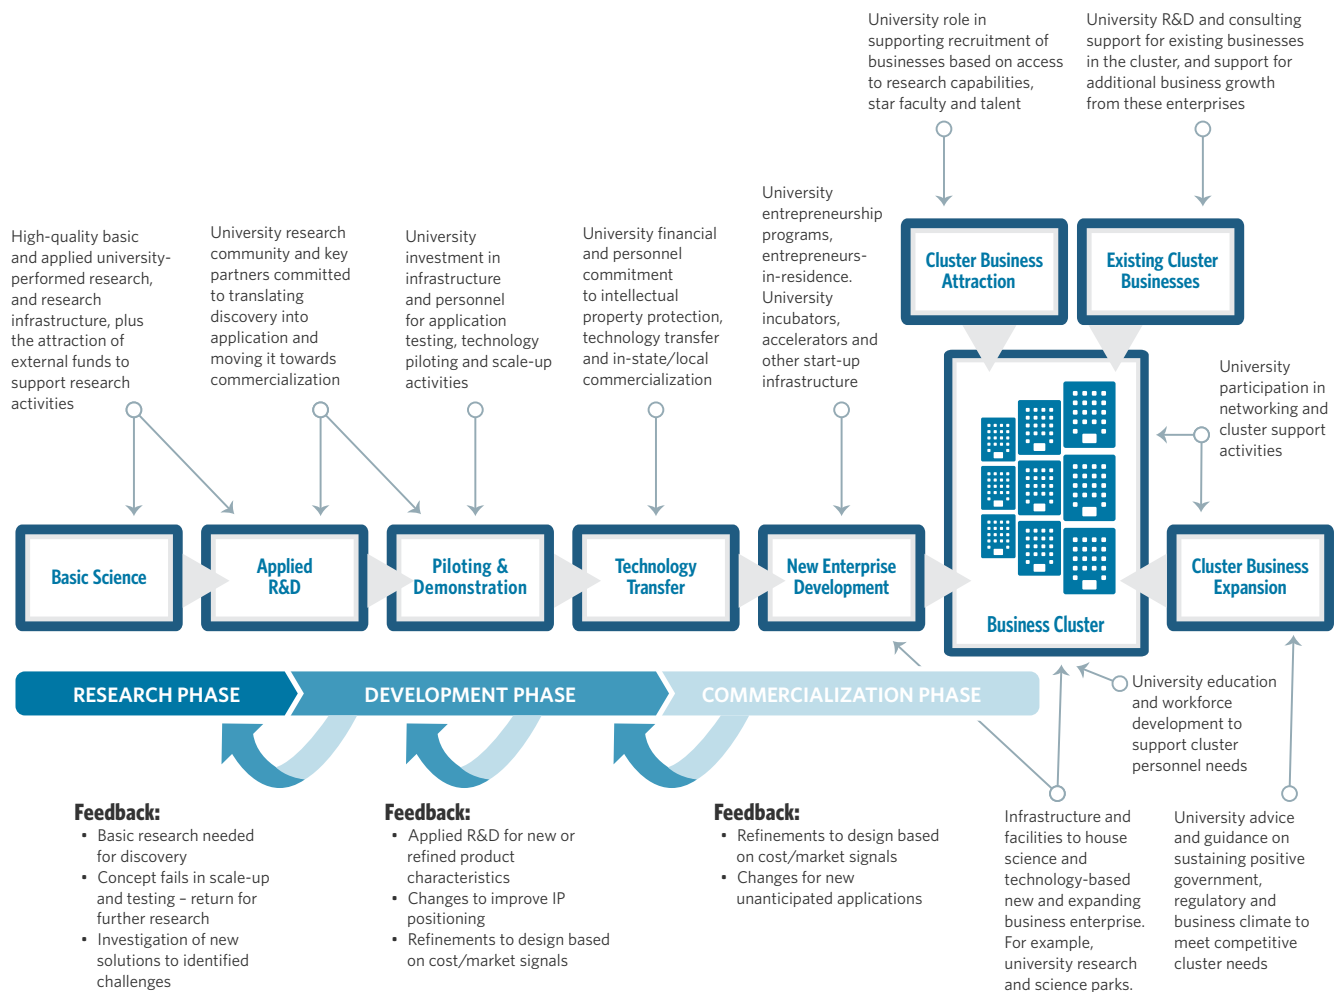 University role in
supporting recruitment of
businesses based on access
to research capabilities,
star faculty and talent
University R&D and consulting
support for existing businesses
in the cluster, and support for
additional business growth
from these enterprises
High-quality basic
and applied university-
performed research,
and research
infrastructure, plus
the attraction of
external funds to
support research
activities
University research
community and key
partners committed
to translating
discovery into
application and
moving it towards
commercialization
University
investment in
infrastructure
and personnel
for application
testing, technology
piloting and scale-up
activities
University financial
and personnel
commitment
to intellectual
property protection,
technology transfer
and in-state/local
commercialization
University
entrepreneurship
programs,
entrepreneurs-
in-residence.
University
incubators,
accelerators and
other start-up
infrastructure
Cluster Business
Attraction
Existing Cluster
Businesses
University
participation in
networking and
cluster support
activities
Basic Science
Applied
R&D
Piloting &
Demonstration
Technology
Transfer
New Enterprise
Development
Business Cluster
Cluster Business
Expansion
RESEARCH PHASE
DEVELOPMENT PHASE
COMMERCIALIZATION PHASE
University education
and workforce
development to
support cluster
personnel needs
Feedback:
• Basic research needed
for discovery
• Concept fails in scale-up
and testing – return for
further research
• Investigation of new
solutions to identified
challenges
Feedback:
• Applied R&D for new or
refined product
characteristics
• Changes to improve IP
positioning
• Refinements to design based
on cost/market signals
Feedback:
• Refinements to design based
on cost/market signals
• Changes for new
unanticipated applications
Infrastructure and
facilities to house
science and
technology-based
new and expanding
business enterprise.
For example,
university research
and science parks.
University advice
and guidance on
sustaining positive
government,
regulatory and
business climate to
meet competitive
cluster needs